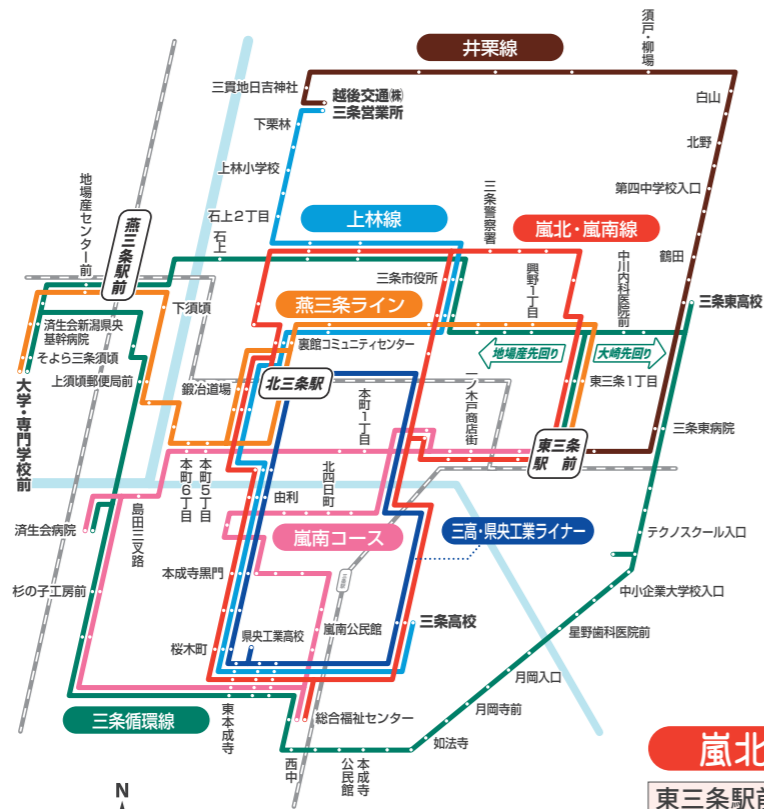 井栗線
須戸・柳場
三貫地日吉神社
越後交通㈱
三条営業所
白山
下栗林
北野
上林小学校
第四中学校入口
地場産センター前
燕三条駅前
石上2丁目
石上
上林線
三条警察署
嵐北・嵐南線
鶴田
三条市役所
興野1丁目
中川内科医院前
三条東高校
下須頃
燕三条ライン
済生会新潟県央
基幹病院
裏館コミュニティセンター
地場産先回り
大崎先回り
そよら三条須頃
上須頃郵便局前
鍛冶道場
北三条駅
本町1丁目
一ノ木戸商店街
東三条1丁目
大学・専門学校前
三条東病院
東三条
駅 前
本町6丁目
本町5丁目
北四日町
由利
済生会病院
島田三叉路
嵐南コース
三高・県央工業ライナー
テクノスクール入口
本成寺黒門
杉の子工房前
中小企業大学校入口
嵐南公民館
三条高校
星野歯科医院前
桜木町
県央工業高校
月岡入口
三条循環線
東本成寺
総合福祉センター
月岡寺前
如法寺
西中
本成寺
公民館
嵐北
東三条駅前
N